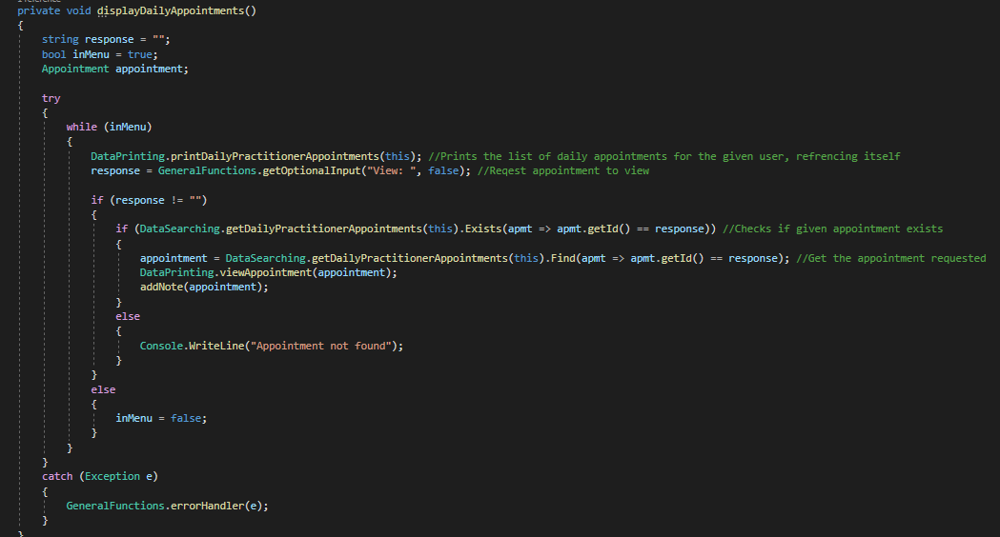 private void displayDailyAppointments()
{
string response = "";
bool inMenu = true;
Appointment appointment;
try
{
while (inMenu)
{
DataPrinting.printDailyPractitionerAppointments(this); //Prints the list of daily appointments for the given user, refrencing itself
response = GeneralFunctions.getOptionalInput("View: ", false); //Reqest appointment to view
if (response != "")
{
if (DataSearching.getDailyPractitionerAppointments(this).Exists(apmt => apmt.getId() == response)) //Checks if given appointment exists
{
appointment = DataSearching.getDailyPractitionerAppointments(this).Find(apmt => apmt.getId() == response); //Get the appointment requested
DataPrinting.viewAppointment(appointment);
addNote(appointment);
}
else
{
Console.WriteLine("Appointment not found");
}
}
else
{
inMenu = false;
}
}
}
catch (Exception e)
{
GeneralFunctions.errorHandler(e);
}
}